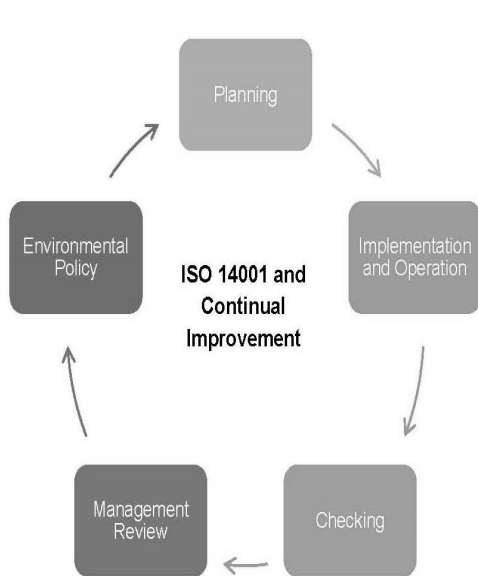 Planning
Implementation
and Operation
Checking
Management
Review
Environmental
Policy
ISO 14001 and
Continual
Improvement